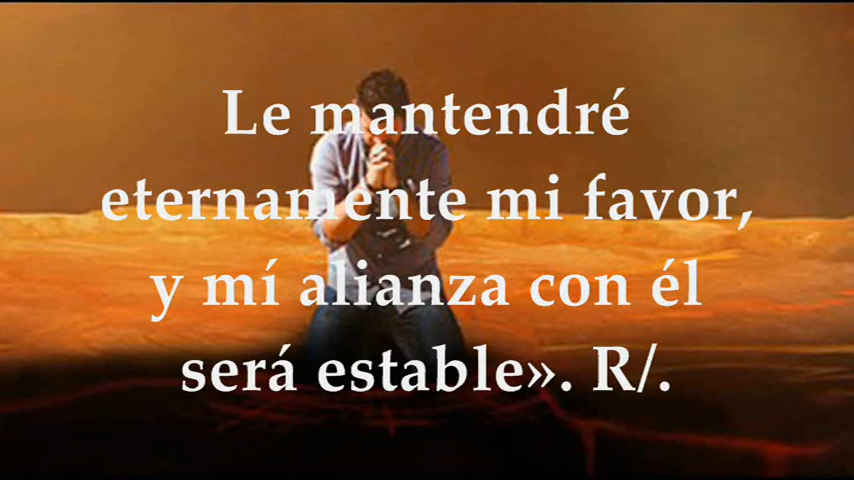 Le mantendré
eternamente mi favor,
y mí alianza con él
será estable». R/.